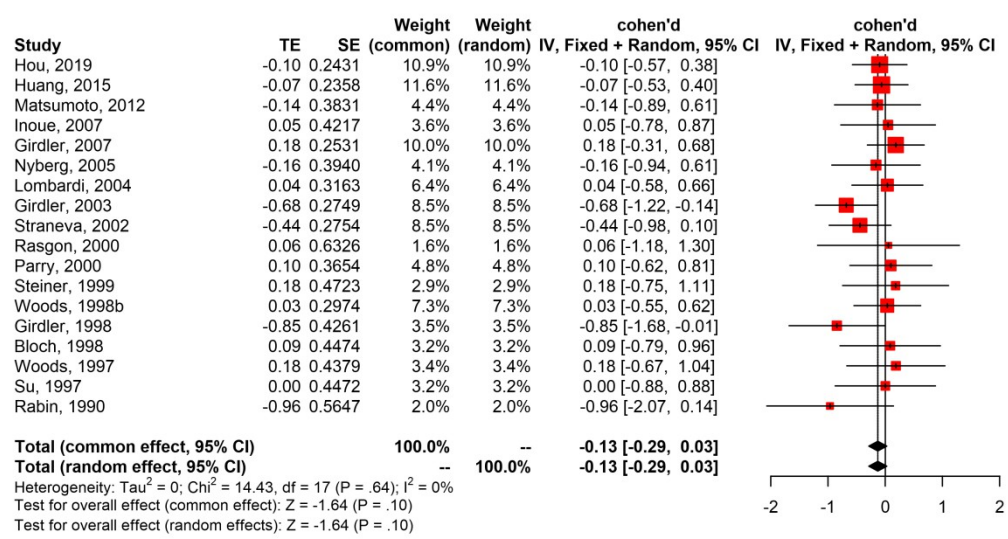 Weight Weight cohen'd cohen'd
Study TE SE (common) (random) IV, Fixed + Random, 95% CI IV, Fixed + Random, 95% CI
Hou, 2019 -0.10 0.2431 10.9% 10.9% -0.10 [-0.57, 0.38]
Huang, 2015 -0.07 0.2358 11.6% 11.6% -0.07 [-0.53, 0.40]
Matsumoto, 2012 -0.14 0.3831 4.4% 4.4% -0.14 [-0.89, 0.61]
Inoue, 2007 0.05 0.4217 3.6% 3.6% 0.05 [-0.78, 0.87]
Girdler, 2007 0.18 0.2531 10.0% 10.0% 0.18 [-0.31, 0.68]
Nyberg, 2005 -0.16 0.3940 4.1% 4.1% -0.16 [-0.94, 0.61]
Lombardi, 2004 0.04 0.3163 6.4% 6.4% 0.04 [-0.58, 0.66]
Girdler, 2003 -0.68 0.2749 8.5% 8.5% -0.68 [-1.22, -0.14]
Straneva, 2002 -0.44 0.2754 8.5% 8.5% -0.44 [-0.98, 0.10]
Rasgon, 2000 0.06 0.6326 1.6% 1.6% 0.06 [-1.18, 1.30]
Parry, 2000 0.10 0.3654 4.8% 4.8% 0.10 [-0.62, 0.81]
Steiner, 1999 0.18 0.4723 2.9% 2.9% 0.18 [-0.75, 1.11]
Woods, 1998b 0.03 0.2974 7.3% 7.3% 0.03 [-0.55, 0.62]
Girdler, 1998 -0.85 0.4261 3.5% 3.5% -0.85 [-1.68, -0.01]
Bloch, 1998 0.09 0.4474 3.2% 3.2% 0.09 [-0.79, 0.96]
Woods, 1997 0.18 0.4379 3.4% 3.4% 0.18 [-0.67, 1.04]
Su, 1997 0.00 0.4472 3.2% 3.2% 0.00 [-0.88, 0.88]
Rabin, 1990 -0.96 0.5647 2.0% 2.0% -0.96 [-2.07, 0.14]
Total (common effect, 95% CI) 100.0% -- -0.13 [-0.29, 0.03]
Total (random effect, 95% CI) -- 100.0% -0.13 [-0.29, 0.03]
Heterogeneity: Tau² = 0; Chi² = 14.43, df = 17 (P = .64); I² = 0%
Test for overall effect (common effect): Z = -1.64 (P = .10)
Test for overall effect (random effects): Z = -1.64 (P = .10)
-2 -1 0 1 2